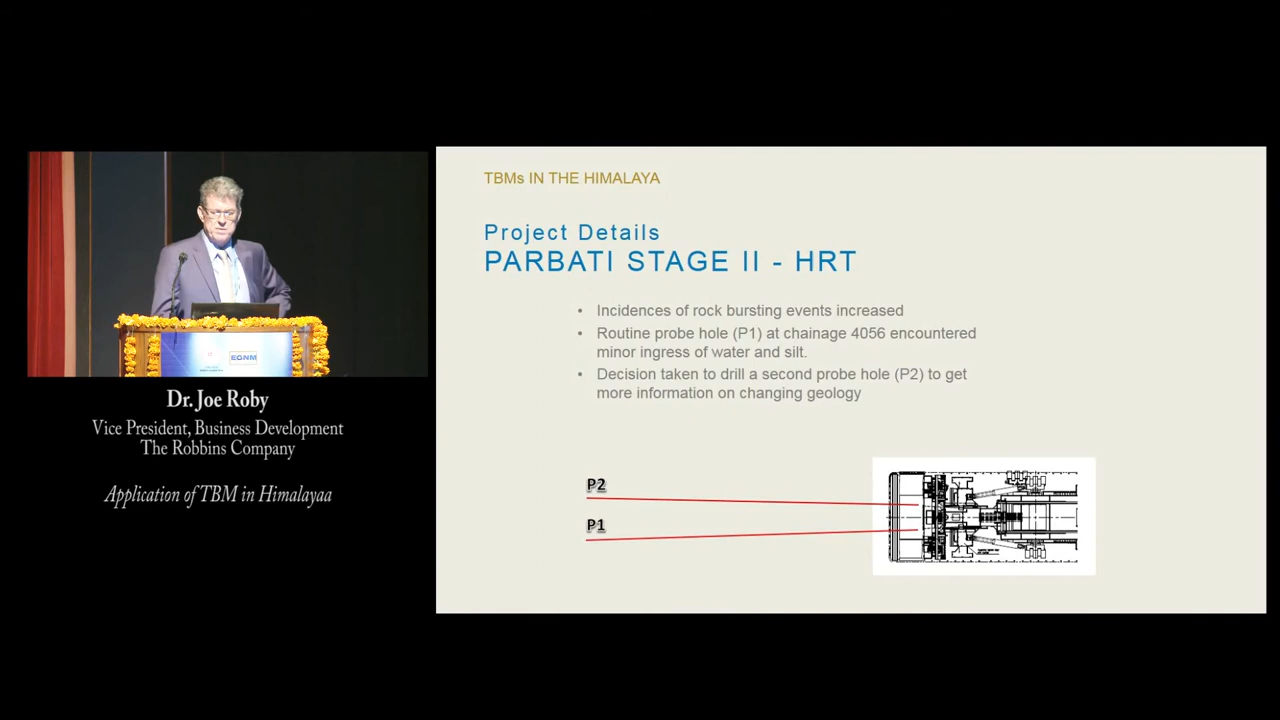 TBMs IN THE HIMALAYA
Project Details
PARBATI STAGE II - HRT
• Incidences of rock bursting events increased
• Routine probe hole (P1) at chainage 4056 encountered
minor ingress of water and silt.
• Decision taken to drill a second probe hole (P2) to get
more information on changing geology
P2
P1
EGNM
Dr. Joe Roby
Vice President, Business Development
The Robbins Company
Application of TBM in Himalayaa